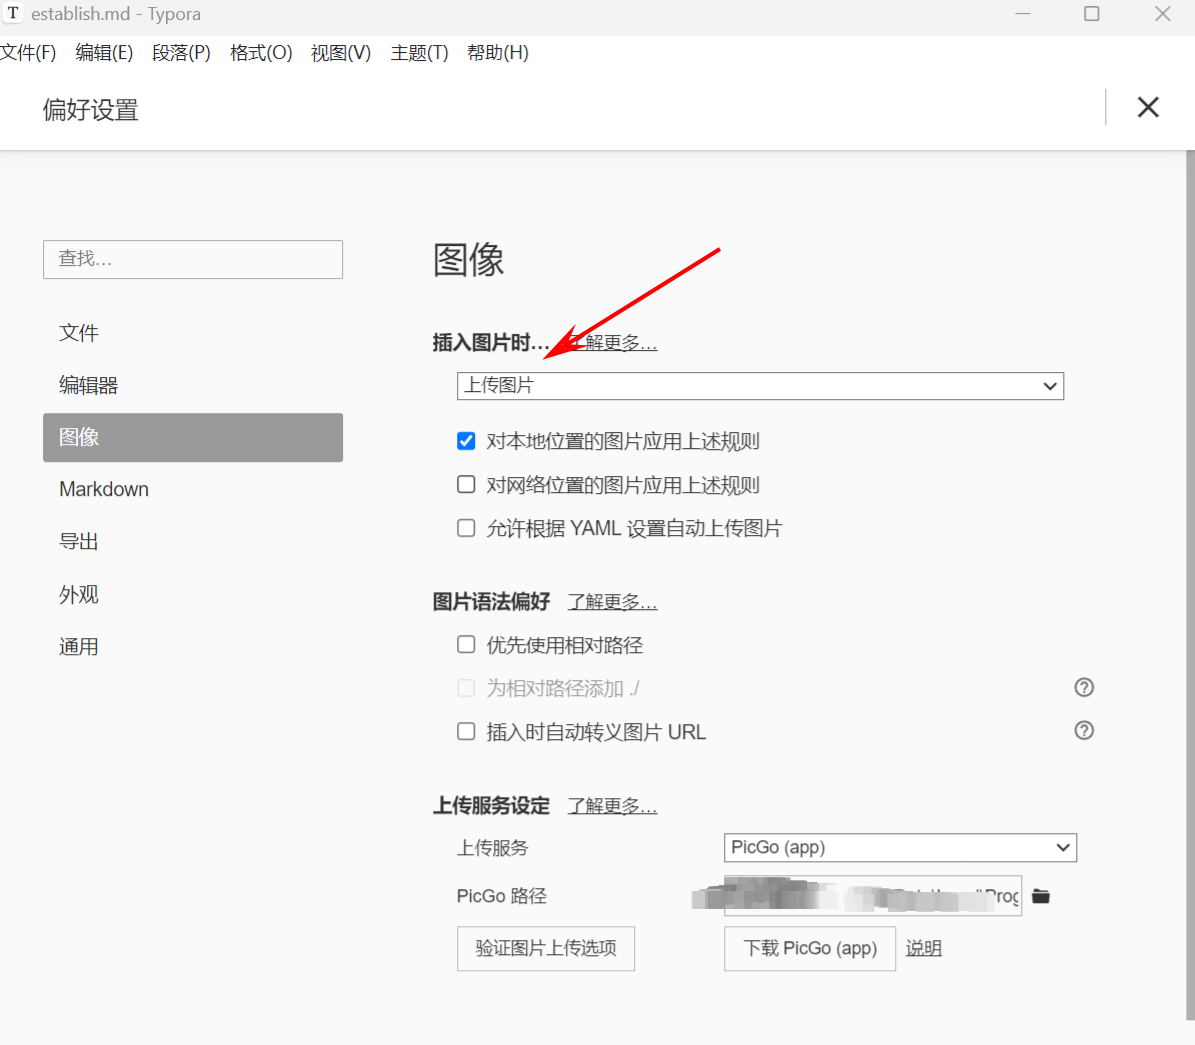 establish.md - Typora
文件(F) 编辑(E) 段落(P) 格式(O) 视图(V) 主题(T) 帮助(H)
偏好设置
查找...
文件
编辑器
图像
Markdown
导出
外观
通用
图像
插入图片时... 了解更多...
上传图片
对本地位置的图片应用上述规则
对网络位置的图片应用上述规则
允许根据 YAML 设置自动上传图片
图片语法偏好 了解更多...
优先使用相对路径
为相对路径添加 ./
插入时自动转义图片 URL
上传服务设定 了解更多...
上传服务 PicGo (app)
PicGo 路径
验证图片上传选项 下载 PicGo (app) 说明